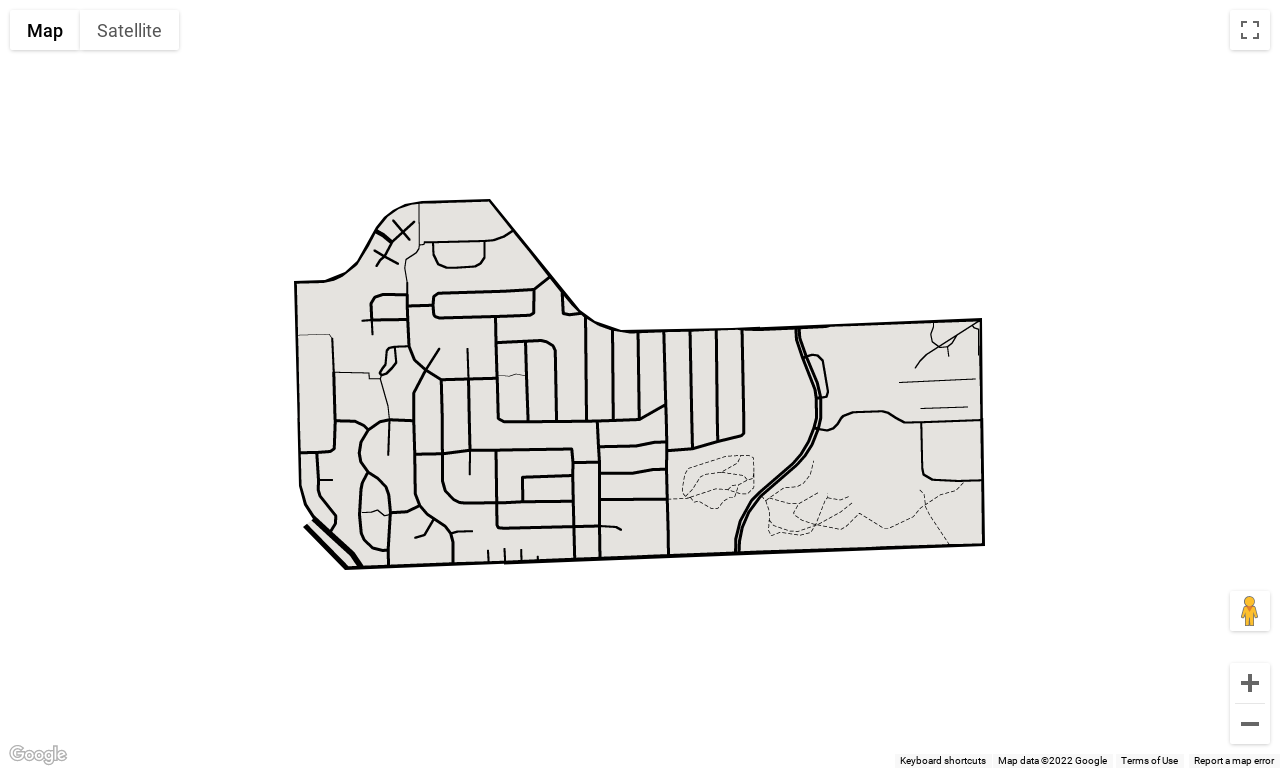 Map Satellite
Google
Keyboard shortcuts Map data ©2022 Google Terms of Use Report a map error